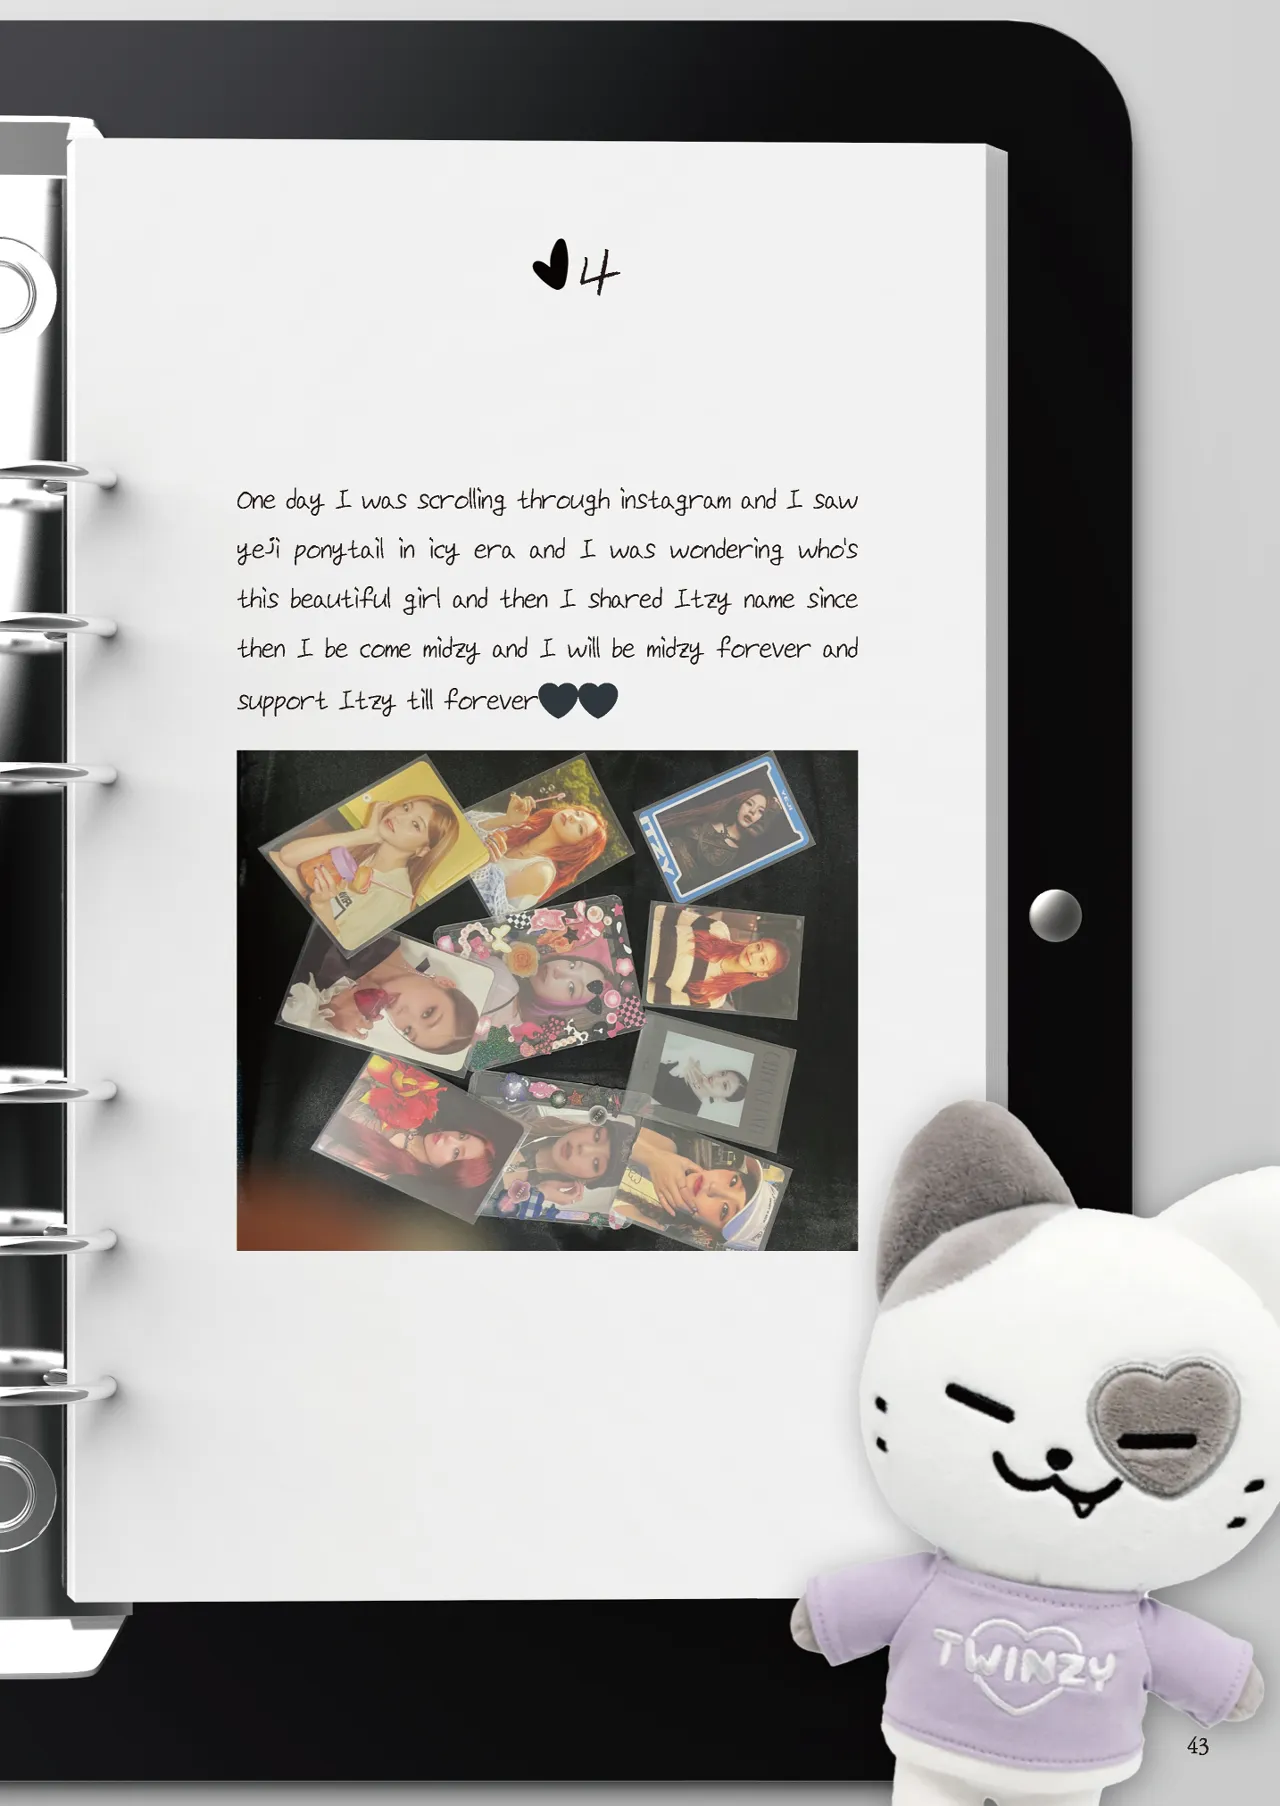 4
One day I was scrolling through instagram and I saw
yeji ponytail in icy era and I was wondering who's
this beautiful girl and then I shared Itzy name since
then I be come midzy and I will be midzy forever and
support Itzy till forever🖤🖤
YEJI
ITZY
TWINZY
43